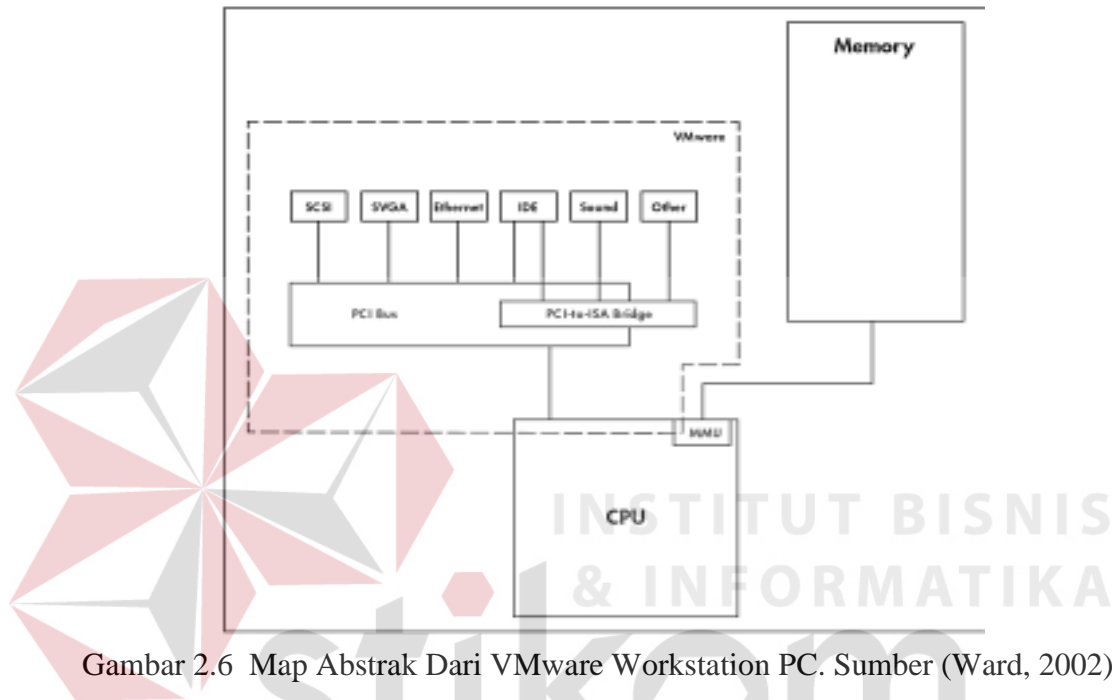 Memory
VMware
SCSI SVGA Ethernet IDE Sound Other
PCI Bus
PCI-to-ISA Bridge
MMU
CPU
INSTITUT BISNIS
& INFORMATIKA
stikom
Gambar 2.6 Map Abstrak Dari VMware Workstation PC. Sumber (Ward, 2002)